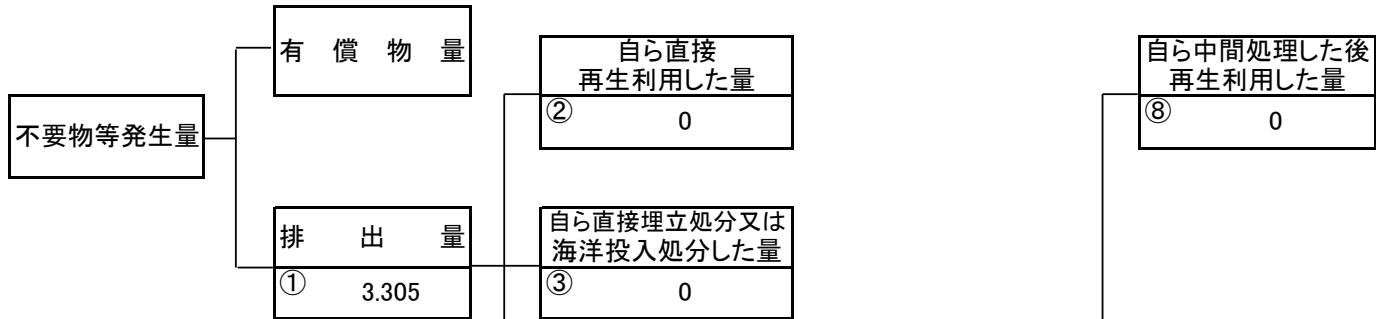 有償物量
自ら直接
再生利用した量
② 0
自ら中間処理した後
再生利用した量
⑧ 0
不要物等発生量
排出量
① 3.305
自ら直接埋立処分又は
海洋投入処分した量
③ 0